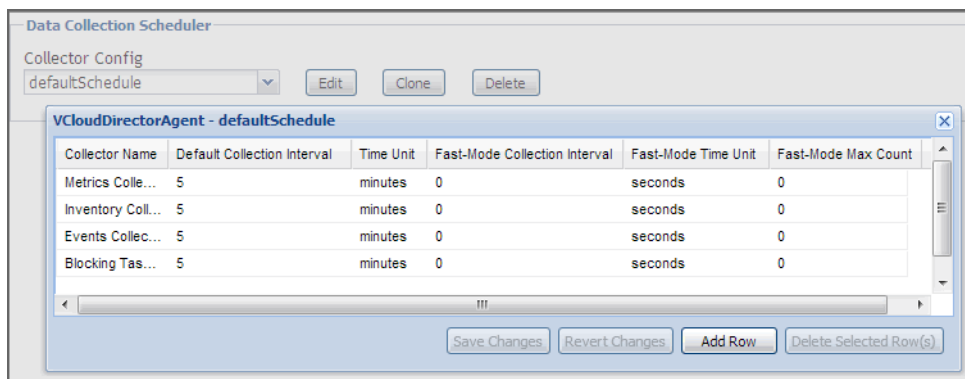 Data Collection Scheduler
Collector Config
defaultSchedule Edit Clone Delete
VCloudDirectorAgent - defaultSchedule
Collector Name Default Collection Interval Time Unit Fast-Mode Collection Interval Fast-Mode Time Unit Fast-Mode Max Count
Metrics Colle... 5 minutes 0 seconds 0
Inventory Coll... 5 minutes 0 seconds 0
Events Collec... 5 minutes 0 seconds 0
Blocking Tas... 5 minutes 0 seconds 0
Save Changes Revert Changes Add Row Delete Selected Row(s)